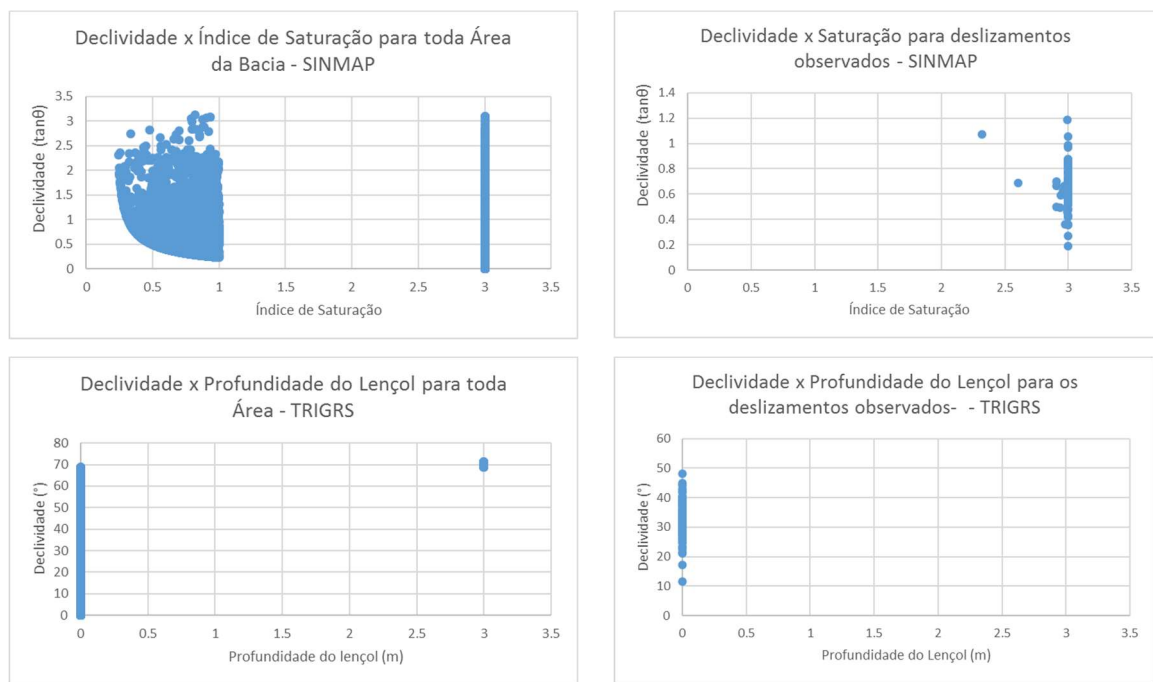 Declividade x Índice de Saturação para toda Área
da Bacia - SINMAP
Declividade (tanθ)
3.5
3
2.5
2
1.5
1
0.5
0
0 0.5 1 1.5 2 2.5 3 3.5
Índice de Saturação
Declividade x Saturação para deslizamentos
observados - SINMAP
Declividade (tanθ)
1.4
1.2
1
0.8
0.6
0.4
0.2
0
0 0.5 1 1.5 2 2.5 3 3.5
Índice de Saturação
Declividade x Profundidade do Lençol para toda
Área - TRIGRS
Declividade (°)
80
70
60
50
40
30
20
10
0
0 0.5 1 1.5 2 2.5 3 3.5
Profundidade do lençol (m)
Declividade x Profundidade do Lençol para os
deslizamentos observados- - TRIGRS
Declividade (°)
60
50
40
30
20
10
0
0 0.5 1 1.5 2 2.5 3 3.5
Profundidade do Lençol (m)